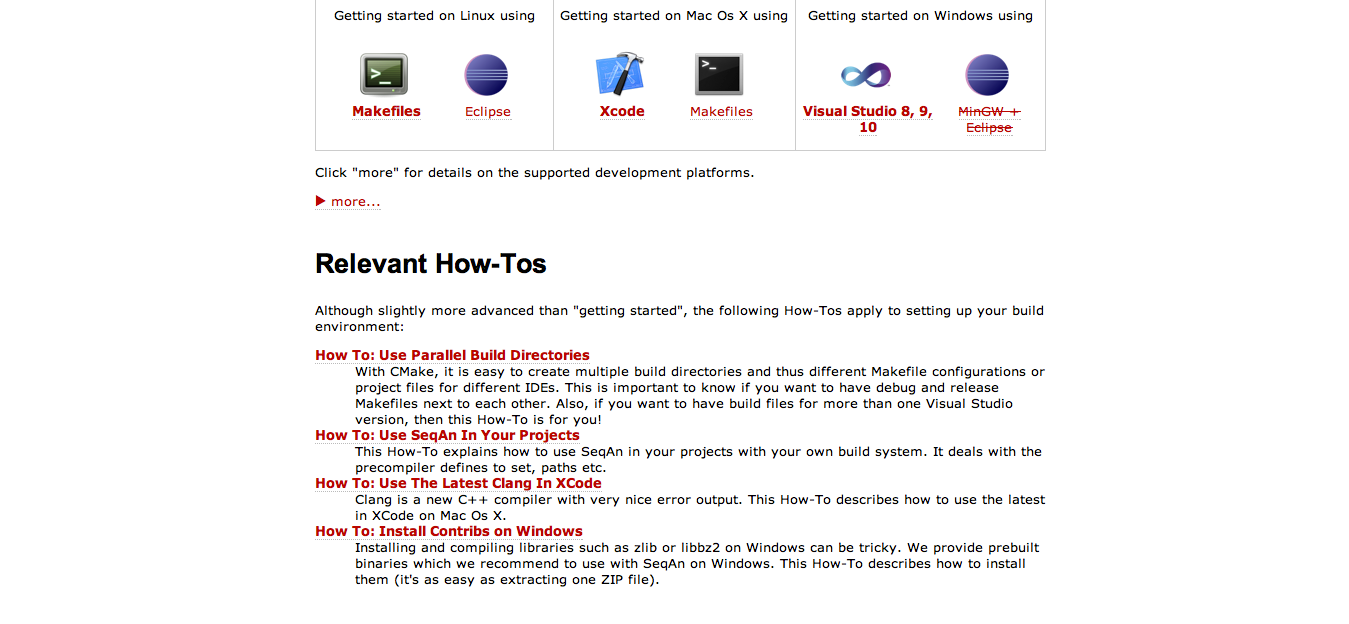 Getting started on Linux using
Getting started on Mac Os X using
Getting started on Windows using
>_
>_
Makefiles
Eclipse
Xcode
Makefiles
Visual Studio 8, 9,
10
MinGW +
Eclipse
Click "more" for details on the supported development platforms.
more...
Relevant How-Tos
Although slightly more advanced than "getting started", the following How-Tos apply to setting up your build
environment:
How To: Use Parallel Build Directories
With CMake, it is easy to create multiple build directories and thus different Makefile configurations or
project files for different IDEs. This is important to know if you want to have debug and release
Makefiles next to each other. Also, if you want to have build files for more than one Visual Studio
version, then this How-To is for you!
How To: Use SeqAn In Your Projects
This How-To explains how to use SeqAn in your projects with your own build system. It deals with the
precompiler defines to set, paths etc.
How To: Use The Latest Clang In XCode
Clang is a new C++ compiler with very nice error output. This How-To describes how to use the latest
in XCode on Mac Os X.
How To: Install Contribs on Windows
Installing and compiling libraries such as zlib or libbz2 on Windows can be tricky. We provide prebuilt
binaries which we recommend to use with SeqAn on Windows. This How-To describes how to install
them (it's as easy as extracting one ZIP file).